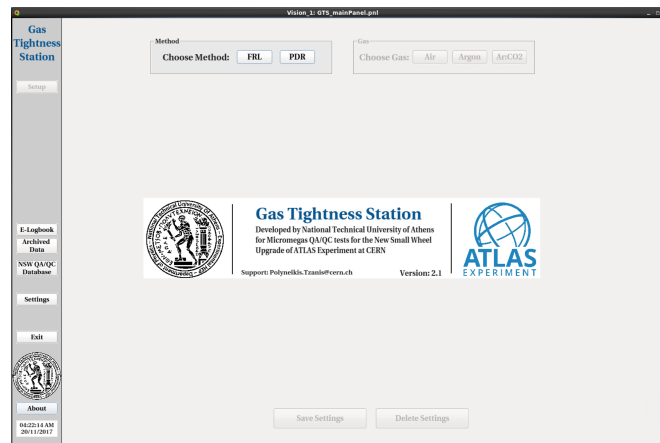 Vision_1: GTS_mainPanel.pnl
Gas
Tightness
Station
Setup
E-Logbook
Archived
Data
NSW QA/QC
Database
Settings
Exit
About
04:22:14 AM
20/11/2017
Method
Choose Method: FRL PDR
Gas
Choose Gas: Air Argon Ar:CO2
Gas Tightness Station
Developed by National Technical University of Athens
for Micromegas QA/QC tests for the New Small Wheel
Upgrade of ATLAS Experiment at CERN
Support: Polyneikis.Tzanis@cern.ch Version: 2.1
ATLAS
EXPERIMENT
Save Settings Delete Settings